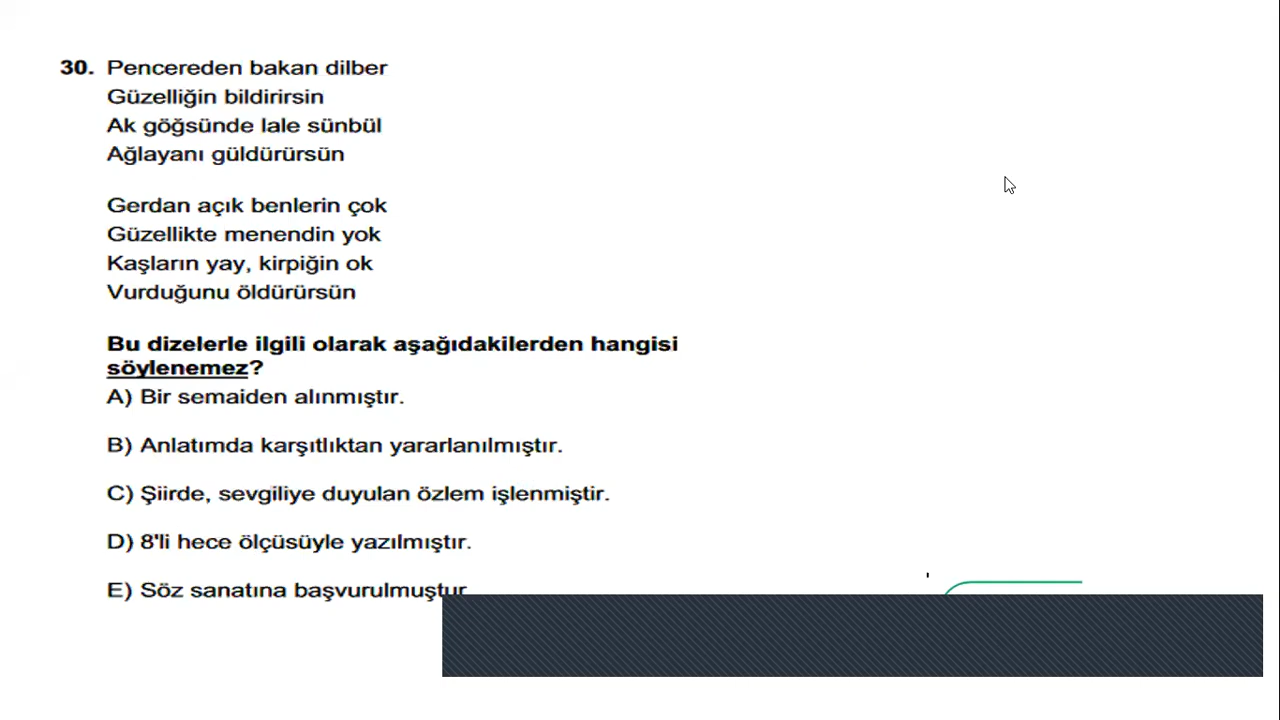 30. Pencereden bakan dilber
Güzelliğin bildirirsin
Ak göğsünde lale sünbül
Ağlayanı güldürürsün
Gerdan açık benlerin çok
Güzellikte menendin yok
Kaşların yay, kirpiğin ok
Vurduğunu öldürürsün
Bu dizelerle ilgili olarak aşağıdakilerden hangisi
söylenemez?
A) Bir semaiden alınmıştır.
B) Anlatımda karşıtlıktan yararlanılmıştır.
C) Şiirde, sevgiliye duyulan özlem işlenmiştir.
D) 8'li hece ölçüsüyle yazılmıştır.
E) Söz sanatına başvurulmuştur